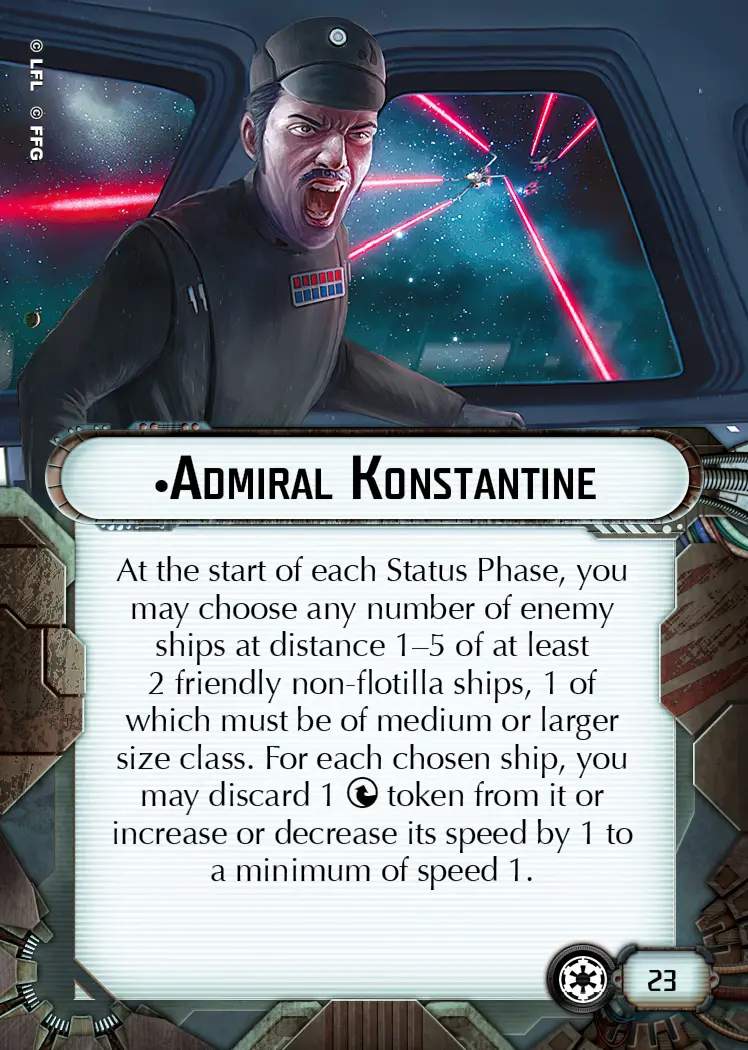 © LFL © FFG
•Admiral Konstantine
At the start of each Status Phase, you
may choose any number of enemy
ships at distance 1–5 of at least
2 friendly non-flotilla ships, 1 of
which must be of medium or larger
size class. For each chosen ship, you
may discard 1 token from it or
increase or decrease its speed by 1 to
a minimum of speed 1.
23